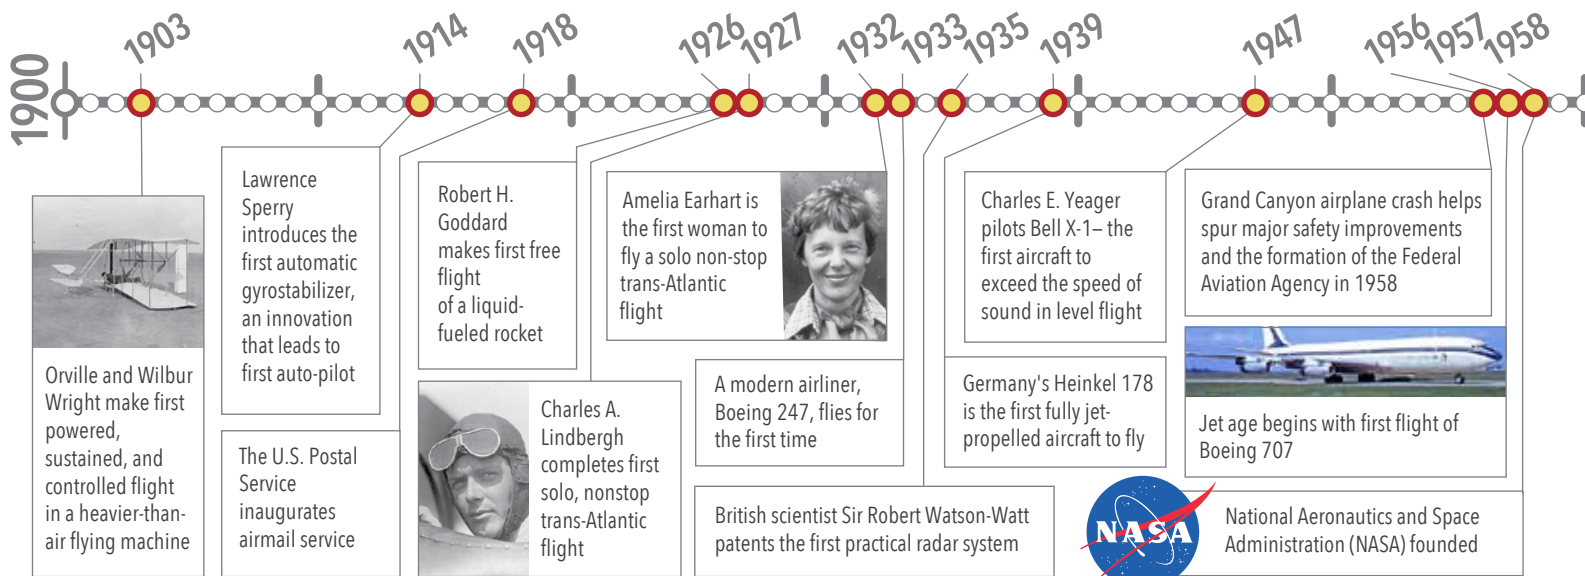 1900
1903
1914
1918
1926
1927
1932
1933
1935
1939
1947
1956
1957
1958
Orville and Wilbur
Wright make first
powered,
sustained, and
controlled flight
in a heavier-than-
air flying machine
Lawrence
Sperry
introduces the
first automatic
gyrostabilizer,
an innovation
that leads to
first auto-pilot
The U.S. Postal
Service
inaugurates
airmail service
Robert H.
Goddard
makes first free
flight
of a liquid-
fueled rocket
Charles A.
Lindbergh
completes first
solo, nonstop
trans-Atlantic
flight
Amelia Earhart is
the first woman to
fly a solo non-stop
trans-Atlantic
flight
A modern airliner,
Boeing 247, flies for
the first time
British scientist Sir Robert Watson-Watt
patents the first practical radar system
Germany's Heinkel 178
is the first fully jet-
propelled aircraft to fly
Charles E. Yeager
pilots Bell X-1– the
first aircraft to
exceed the speed of
sound in level flight
Grand Canyon airplane crash helps
spur major safety improvements
and the formation of the Federal
Aviation Agency in 1958
Jet age begins with first flight of
Boeing 707
NASA
National Aeronautics and Space
Administration (NASA) founded